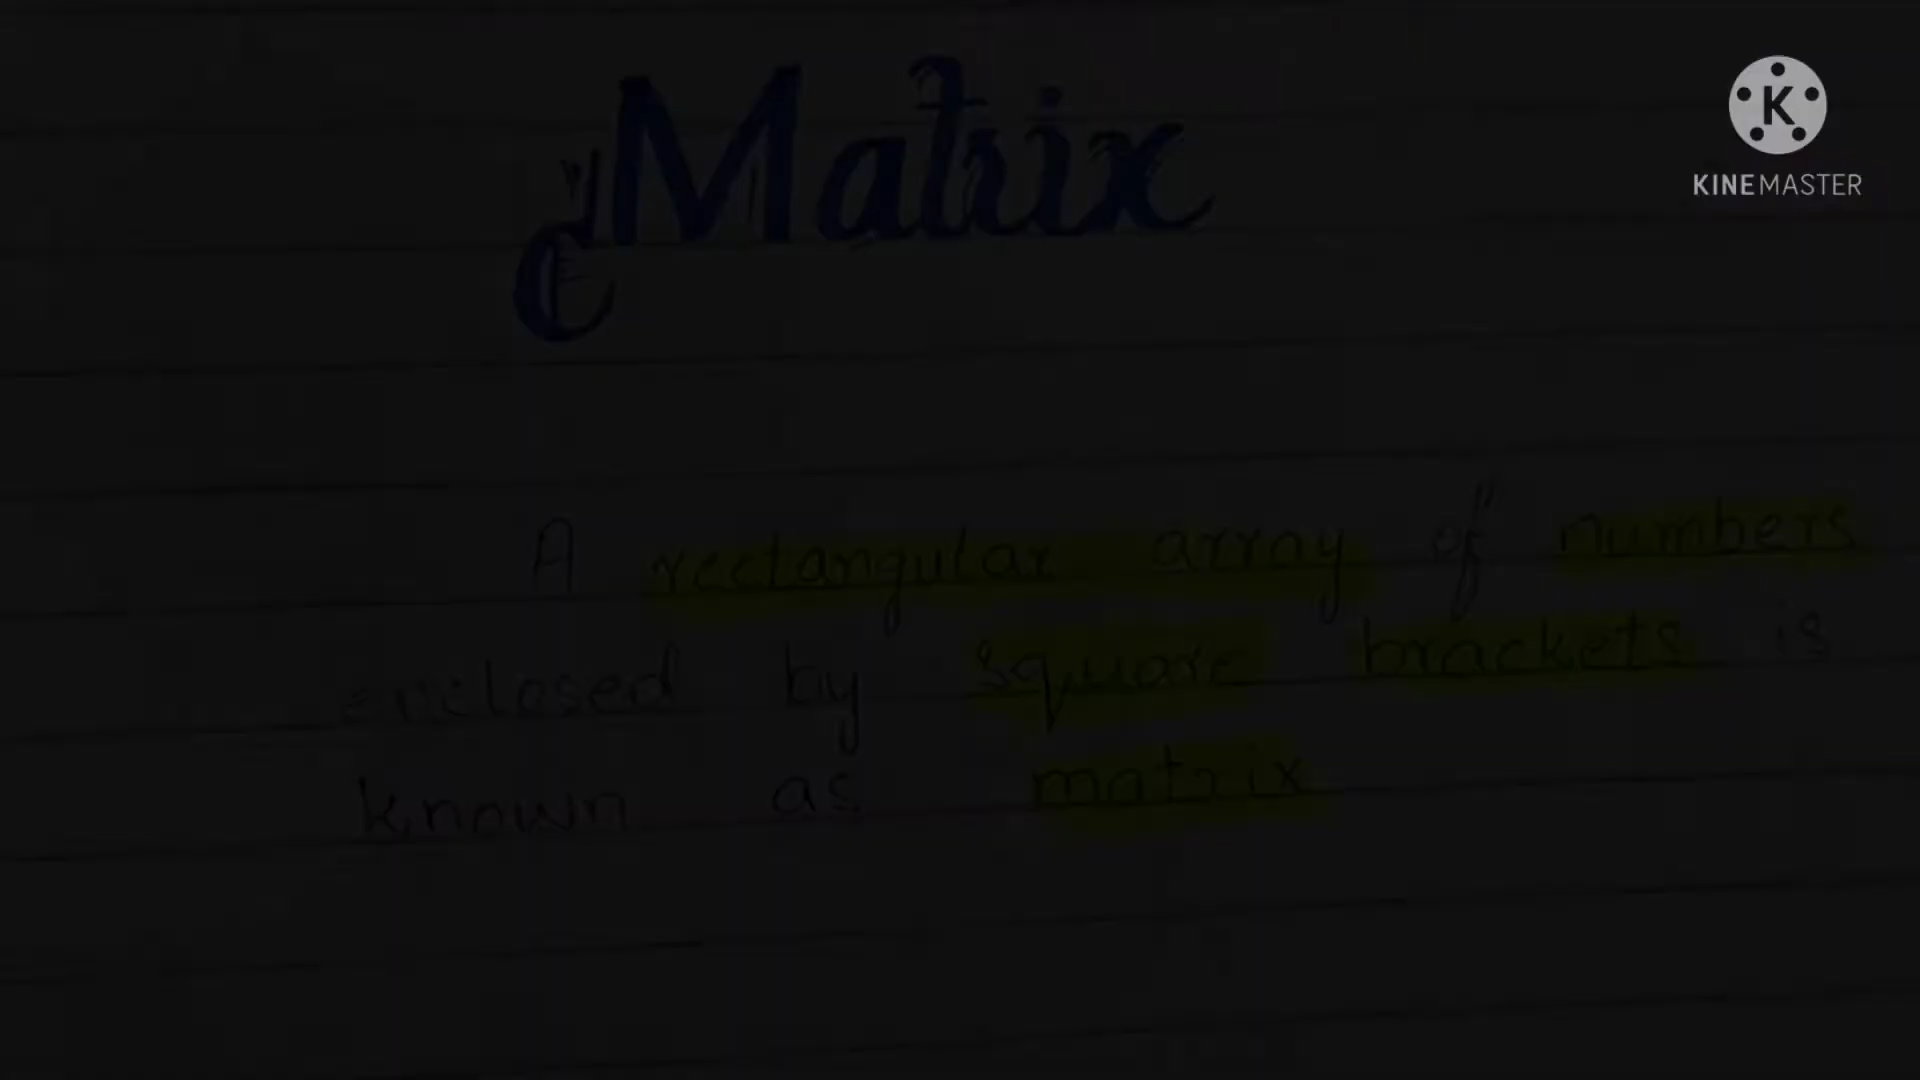 Matrix
K
KINEMASTER
A rectangular array of numbers
enclosed by square brackets is
known as matrix